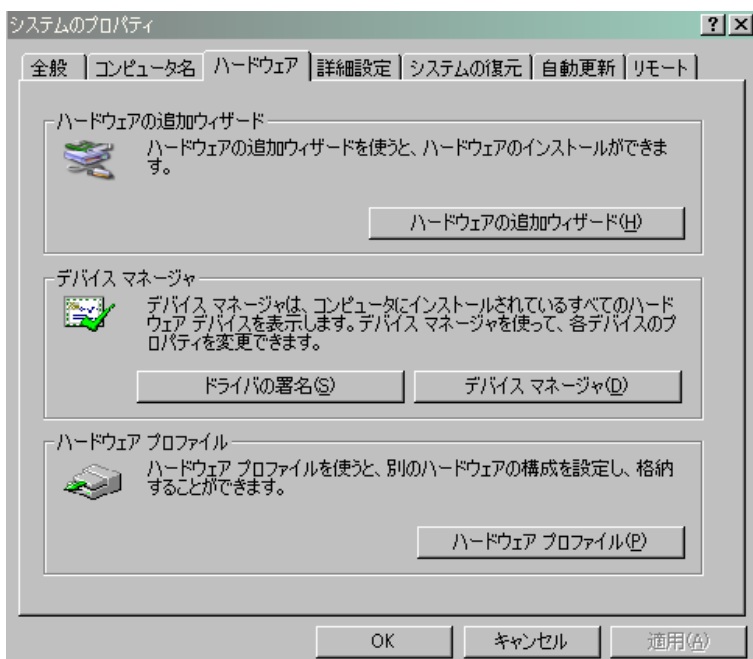 システムのプロパティ
全般 コンピュータ名 ハードウェア 詳細設定 システムの復元 自動更新 リモート
ハードウェアの追加ウィザード
ハードウェアの追加ウィザードを使うと、ハードウェアのインストールができま
す。
ハードウェアの追加ウィザード(H)
デバイス マネージャ
デバイス マネージャは、コンピュータにインストールされているすべてのハード
ウェア デバイスを表示します。デバイス マネージャを使って、各デバイスのプ
ロパティを変更できます。
ドライバの署名(S) デバイス マネージャ(D)
ハードウェア プロファイル
ハードウェア プロファイルを使うと、別のハードウェアの構成を設定し、格納
することができます。
ハードウェア プロファイル(P)
OK キャンセル 適用(A)